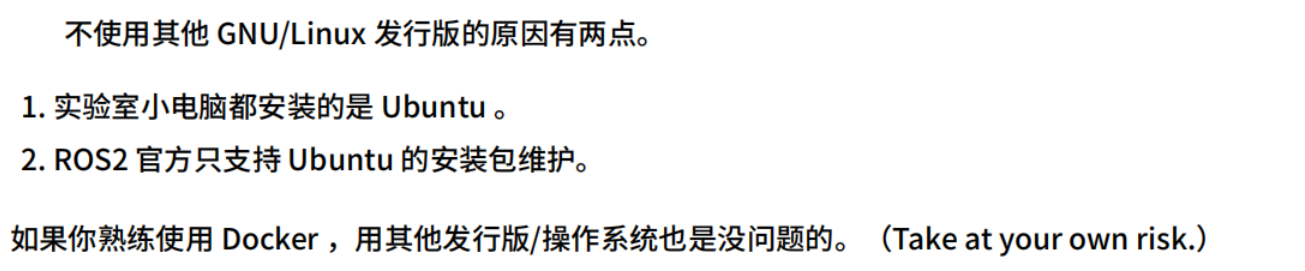 不使用其他 GNU/Linux 发行版的原因有两点。
1. 实验室小电脑都安装的是 Ubuntu 。
2. ROS2 官方只支持 Ubuntu 的安装包维护。
如果你熟练使用 Docker ，用其他发行版/操作系统也是没问题的。（Take at your own risk.）